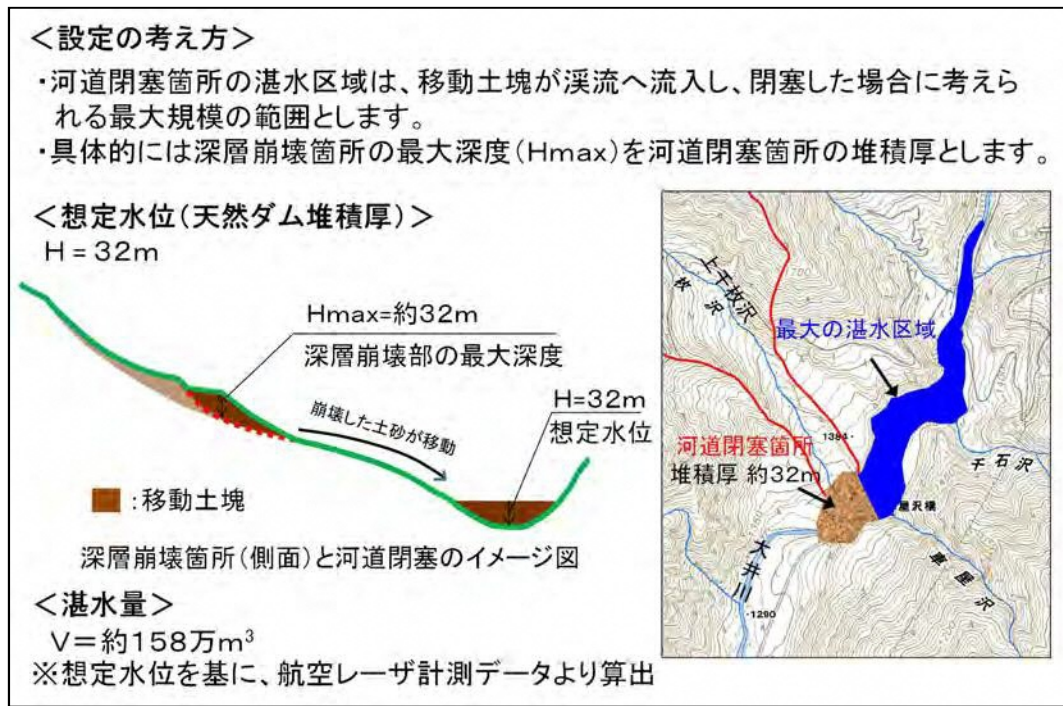 ＜設定の考え方＞
・河道閉塞箇所の湛水区域は、移動土塊が渓流へ流入し、閉塞した場合に考えら
れる最大規模の範囲とします。
・具体的には深層崩壊箇所の最大深度(Hmax)を河道閉塞箇所の堆積厚とします。
＜想定水位(天然ダム堆積厚)＞
H＝32m
Hmax=約32m
深層崩壊部の最大深度
崩壊した土砂が移動
H=32m
想定水位
■:移動土塊
深層崩壊箇所(側面)と河道閉塞のイメージ図
＜湛水量＞
V=約158万m³
※想定水位を基に、航空レーザ計測データより算出
1700
上千枚沢
枚沢
最大の湛水区域
1384
河道閉塞箇所
堆積厚 約32m
千石沢
屋沢橋
大井川
車屋沢
・1290